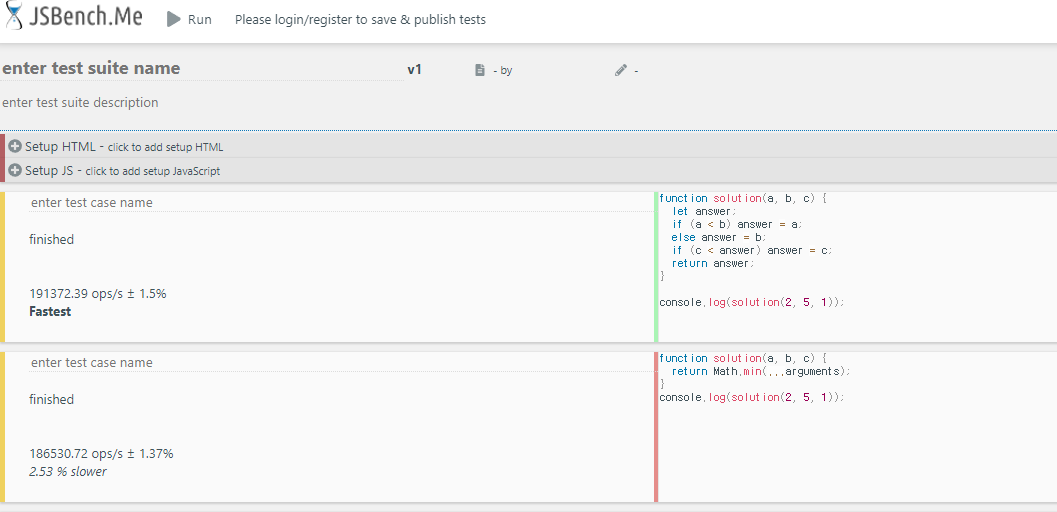 JSBench.Me Run Please login/register to save & publish tests
enter test suite name v1 - by -
enter test suite description
Setup HTML - click to add setup HTML
Setup JS - click to add setup JavaScript
enter test case name
finished
191372.39 ops/s ± 1.5%
Fastest
function solution(a, b, c) {
let answer;
if (a < b) answer = a;
else answer = b;
if (c < answer) answer = c;
return answer;
}
console.log(solution(2, 5, 1));
enter test case name
finished
186530.72 ops/s ± 1.37%
2.53 % slower
function solution(a, b, c) {
return Math.min(...arguments);
}
console.log(solution(2, 5, 1));